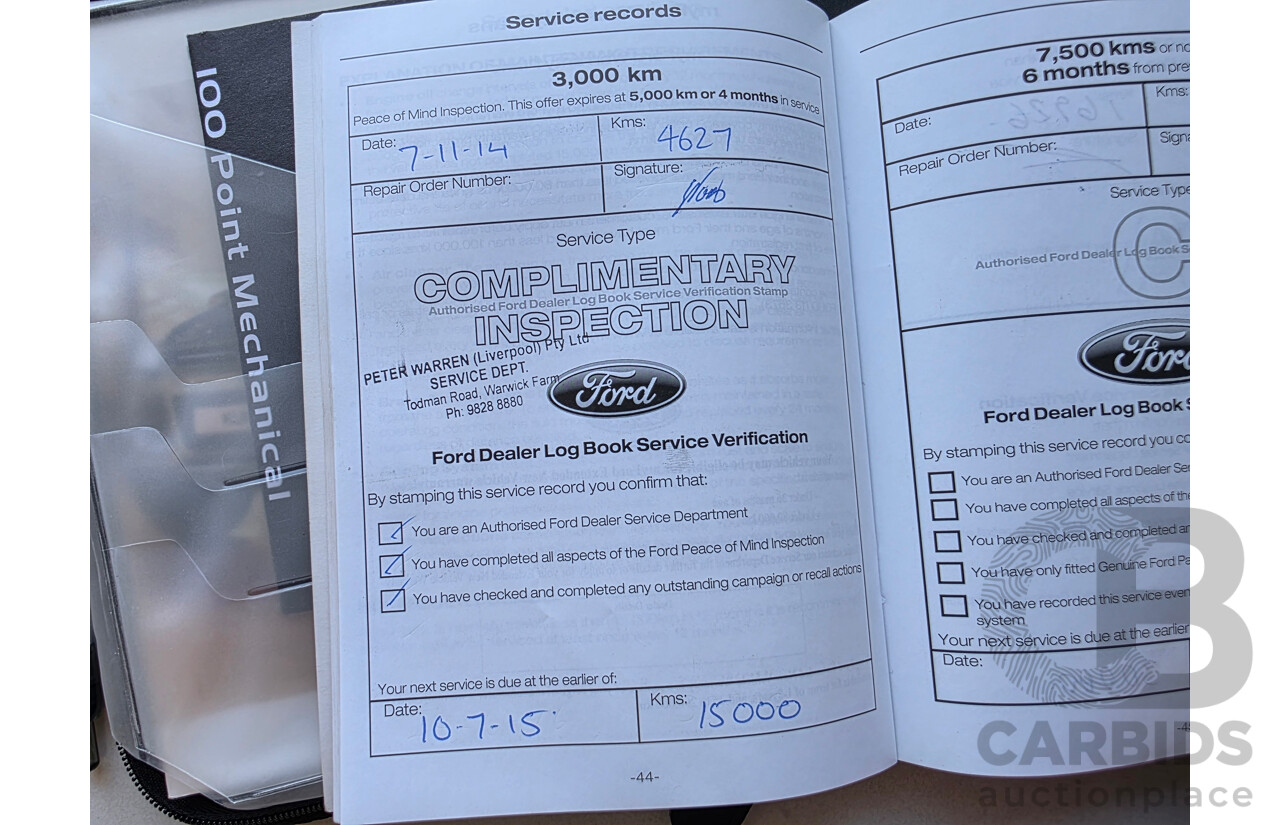 100 Point Mechanical
Service records
3,000 km
Peace of Mind Inspection. This offer expires at 5,000 km or 4 months in service
Date: 7-11-14
Kms: 4627
Repair Order Number:
Signature:
Service Type
COMPLIMENTARY
Authorised Ford Dealer Log Book Service Verification Stamp
INSPECTION
PETER WARREN (Liverpool) Pty Ltd
SERVICE DEPT.
Todman Road, Warwick Farm
Ph: 9828 8880
Ford
Ford Dealer Log Book Service Verification
By stamping this service record you confirm that:
You are an Authorised Ford Dealer Service Department
You have completed all aspects of the Ford Peace of Mind Inspection
You have checked and completed any outstanding campaign or recall actions
Your next service is due at the earlier of:
Date: 10-7-15
Kms: 15000
-44-
7,500 kms or
6 months from
Date:
Kms:
Repair Order Number:
Service Type
Authorised Ford Dealer Log Book
C
Ford
Ford Dealer Log Book
By stamping this service record you
You are an Authorised Ford Dealer
You have completed all aspects of the
You have checked and completed
You have only fitted Genuine Ford
You have recorded this service
system
Your next service is due at the earlier
Date:
CB
CARBIDS
auctionplace